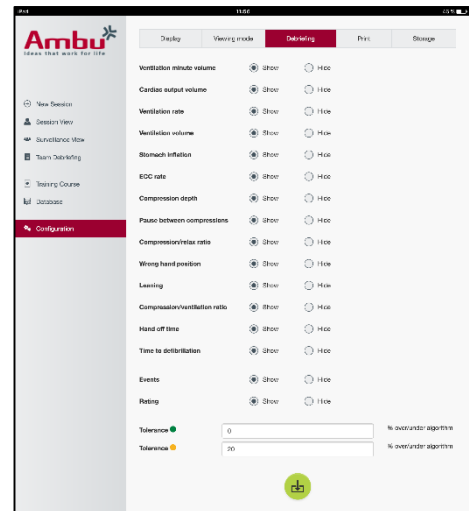 iPad 11:56
Ambu
Ideas that work for life
Display Viewing mode Debriefing Print Storage
Ventilation minute volume Show Hide
Cardiac output volume Show Hide
Ventilation rate Show Hide
Ventilation volume Show Hide
Stomach inflation Show Hide
ECC rate Show Hide
Compression depth Show Hide
Pause between compressions Show Hide
Compression/relax ratio Show Hide
Wrong hand position Show Hide
Leaning Show Hide
Compression/ventilation ratio Show Hide
Hand off time Show Hide
Time to defibrillation Show Hide
Events Show Hide
Rating Show Hide
Tolerance 0 % over/under algorithm
Tolerance 20 % over/under algorithm
New Session
Session View
Surveillance View
Team Debriefing
Training Course
Database
Configuration